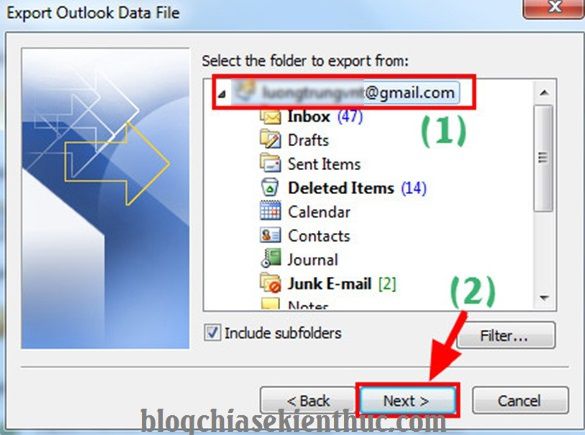 Export Outlook Data File
Select the folder to export from:
@gmail.com
(1)
Inbox (47)
Drafts
Sent Items
Deleted Items (14)
Calendar
Contacts
Journal
Junk E-mail [2]
Notes
(2)
Include subfolders
Filter...
< Back
Next >
Cancel
blogchiasekienthuc.com